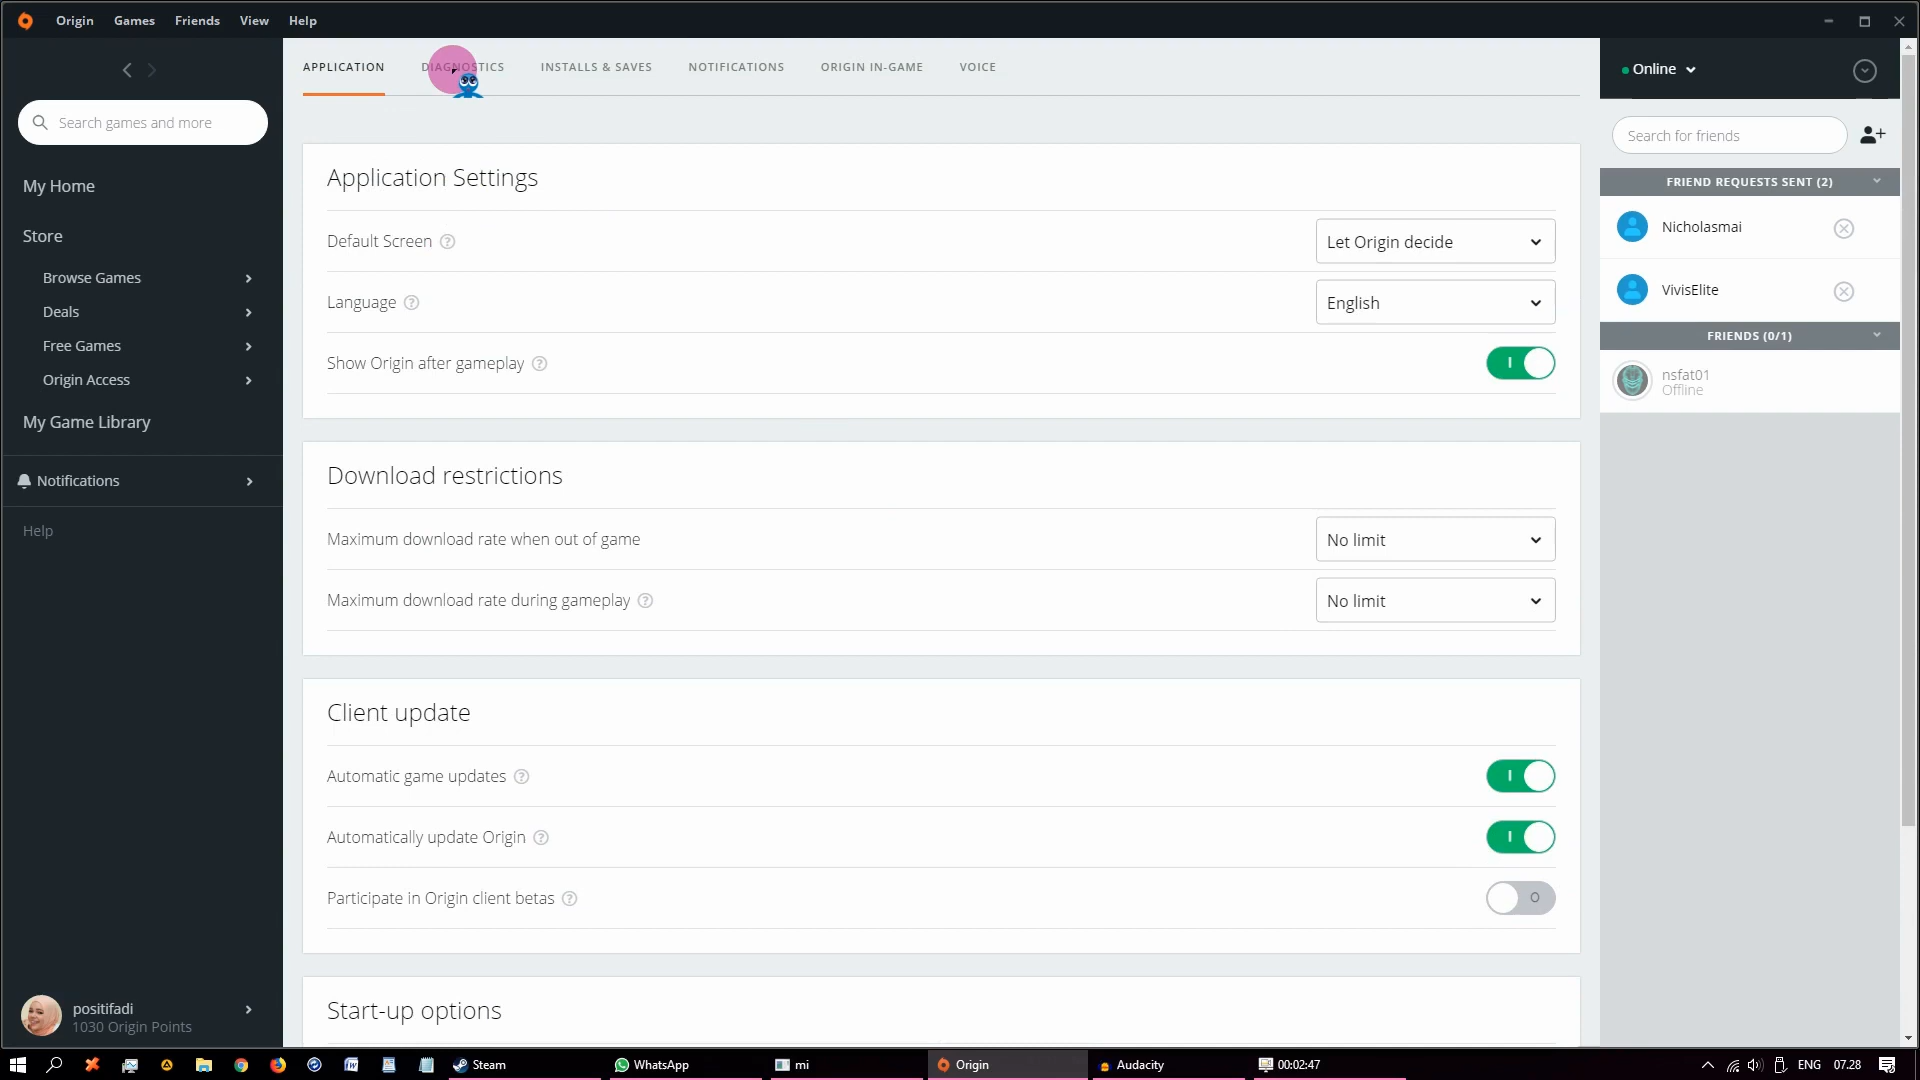 Origin Games Friends View Help
Search games and more
My Home
Store
Browse Games
Deals
Free Games
Origin Access
My Game Library
Notifications
Help
positifadi
1030 Origin Points
APPLICATION DIAGNOSTICS INSTALLS & SAVES NOTIFICATIONS ORIGIN IN-GAME VOICE
Application Settings
Default Screen ? Let Origin decide
Language ? English
Show Origin after gameplay ?
Download restrictions
Maximum download rate when out of game No limit
Maximum download rate during gameplay ? No limit
Client update
Automatic game updates ?
Automatically update Origin ?
Participate in Origin client betas ?
Start-up options
Online
Search for friends
FRIEND REQUESTS SENT (2)
Nicholasmai
VivisElite
FRIENDS (0/1)
nsfat01
Offline
Steam WhatsApp mi Origin Audacity 00:02:47 ENG 07.28